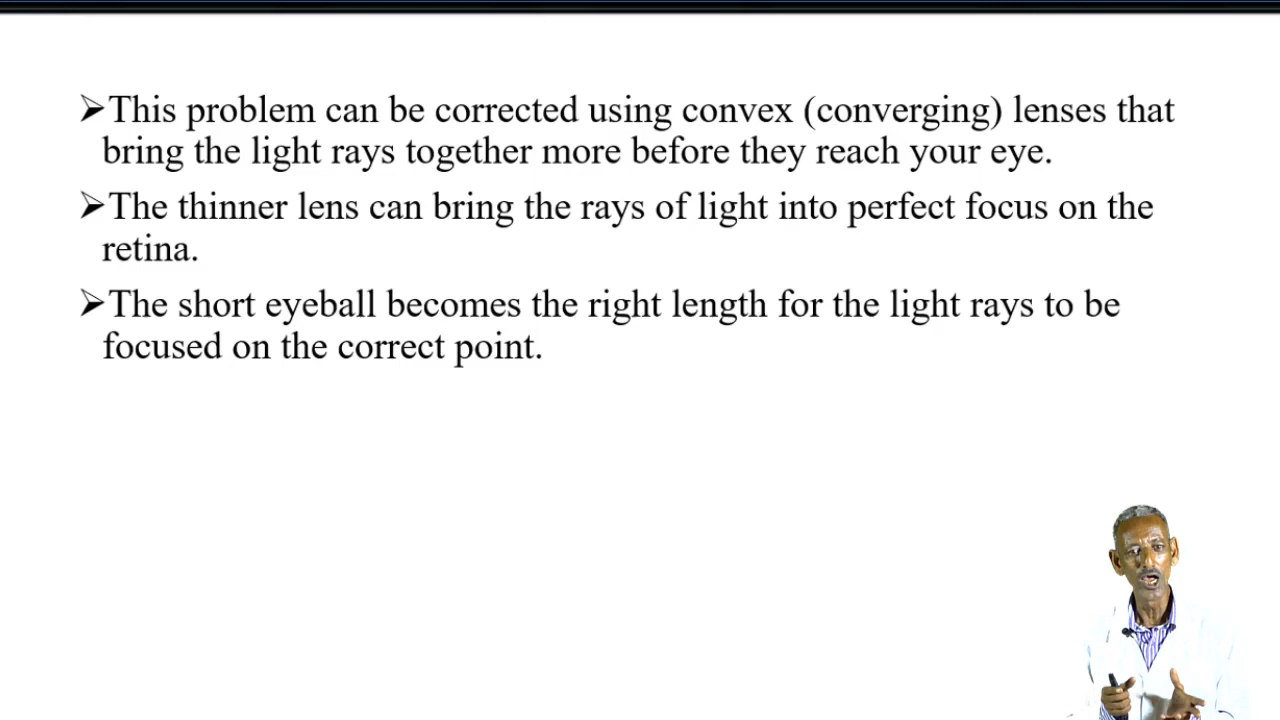 ➢This problem can be corrected using convex (converging) lenses that
bring the light rays together more before they reach your eye.
➢The thinner lens can bring the rays of light into perfect focus on the
retina.
➢The short eyeball becomes the right length for the light rays to be
focused on the correct point.